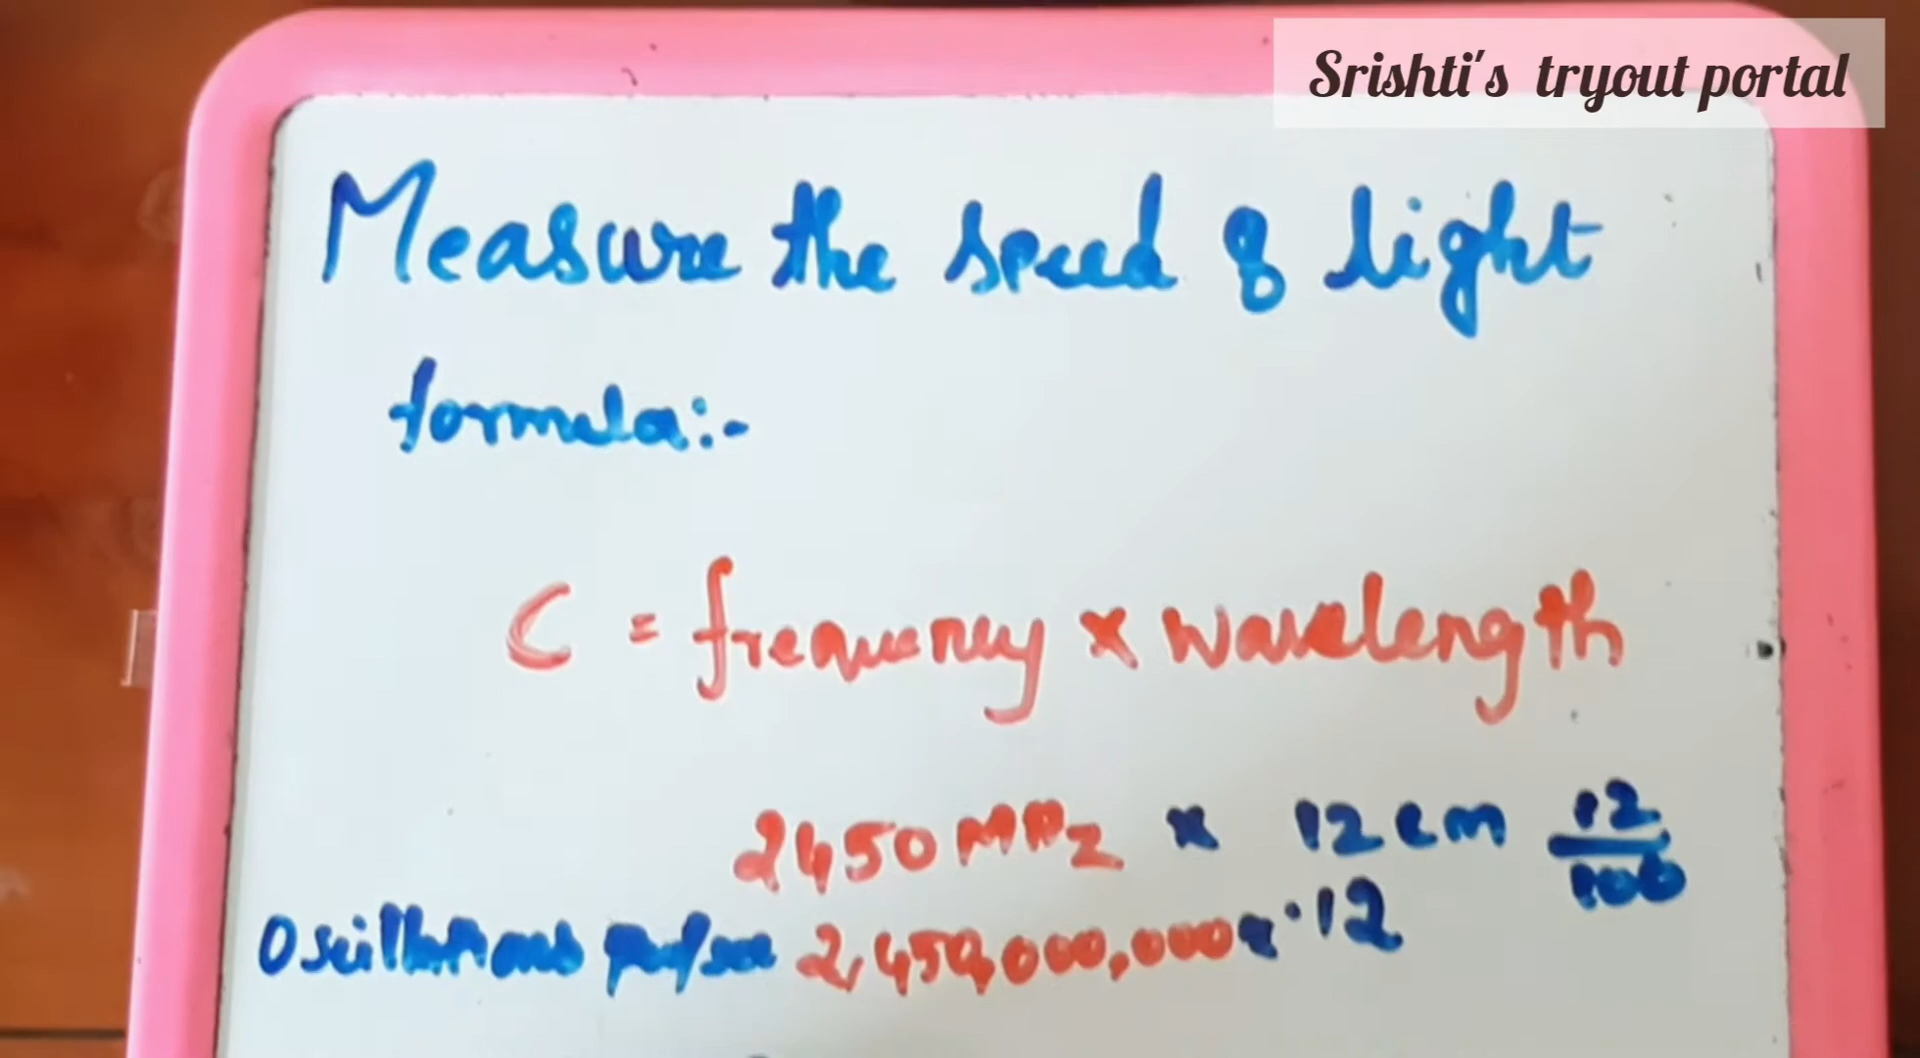 Srishti's tryout portal
Measure the speed of light
formula:-
C = frequency x wavelength
2450 MHz x 12 cm 12/100
Oscillations per/sec 2,450,000,000 x .12